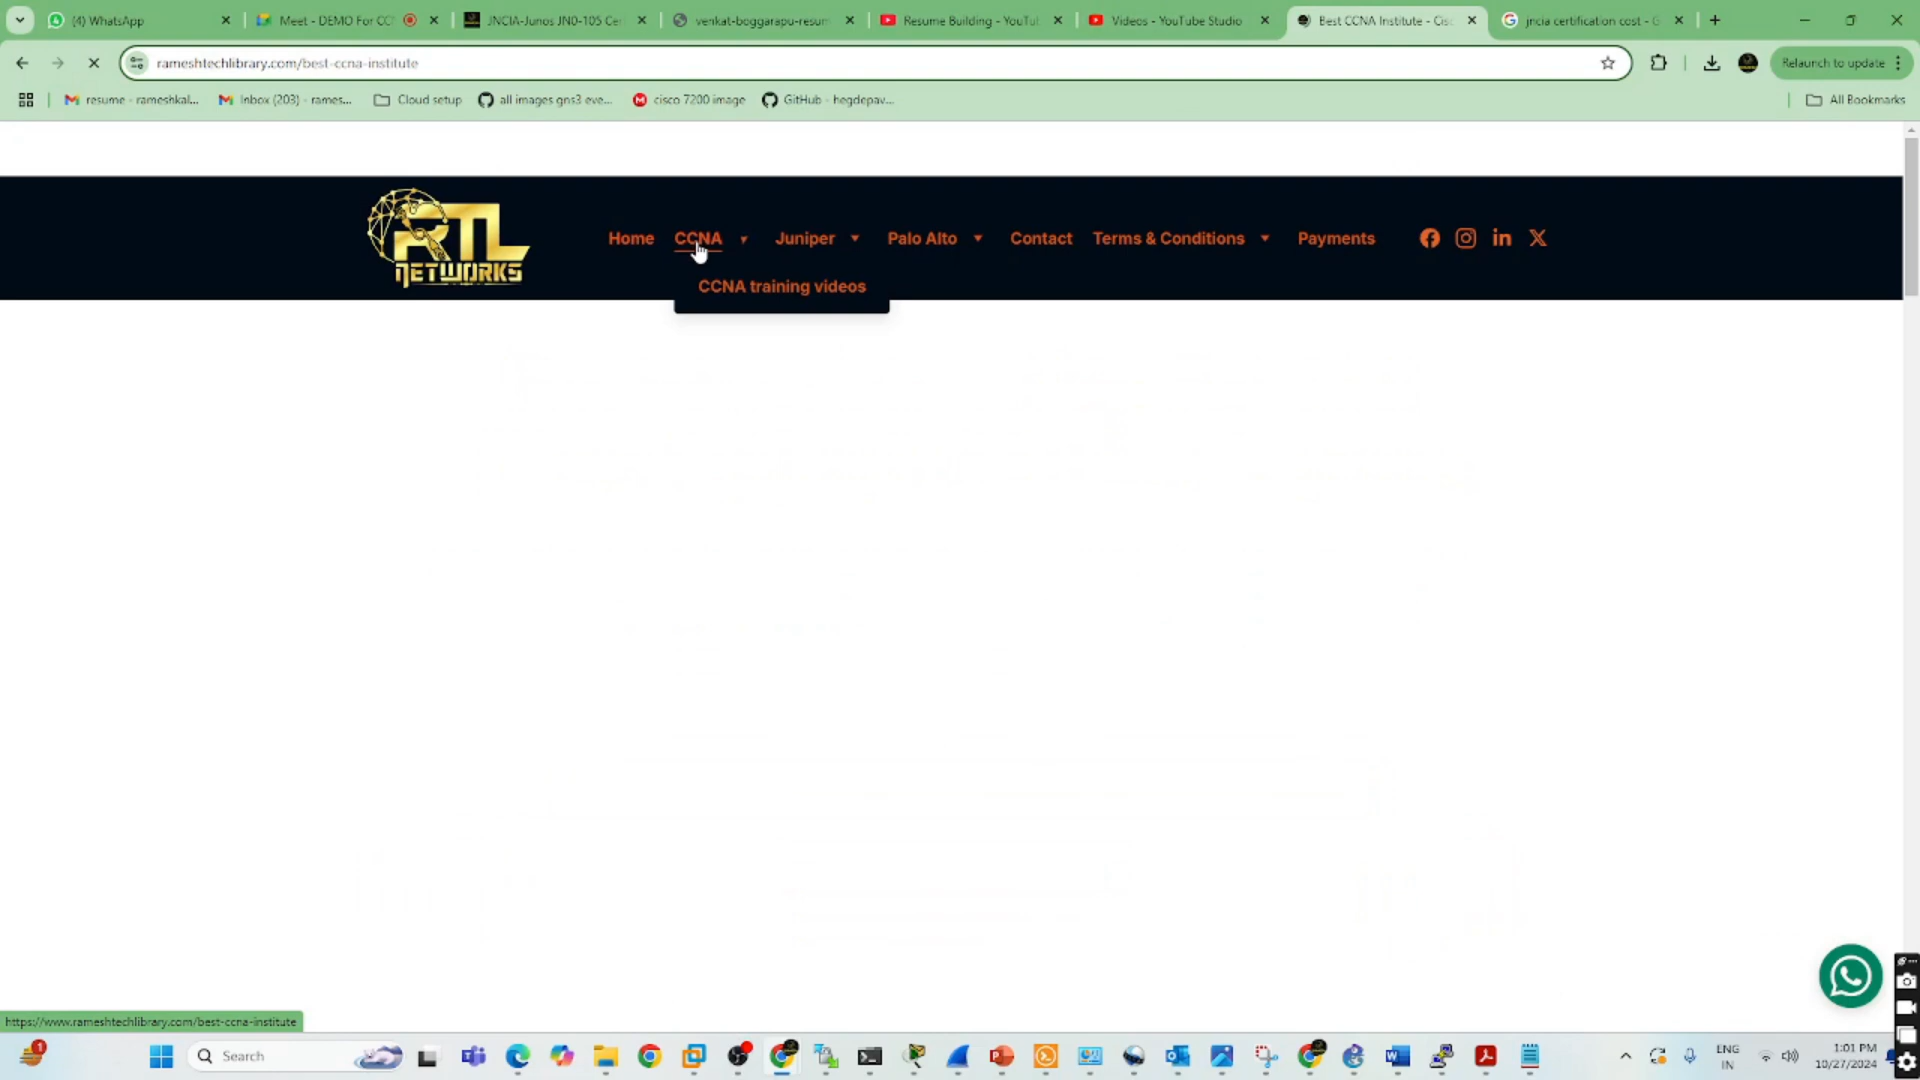 (4) WhatsApp
Meet - DEMO For CC
JNCIA-Junos JN0-105 Cer
venkat-boggarapu-resum
Resume Building - YouTu
Videos - YouTube Studio
Best CCNA Institute - Cisc
jncia certification cost - G
rameshtechlibrary.com/best-ccna-institute
Relaunch to update
resume - rameshkal...
Inbox (203) - rames...
Cloud setup
all images gns3 eve...
cisco 7200 image
GitHub - hegdepav...
All Bookmarks
RTL
NETWORKS
Home
CCNA
Juniper
Palo Alto
Contact
Terms & Conditions
Payments
CCNA training videos
https://www.rameshtechlibrary.com/best-ccna-institute
1
Search
ENG
IN
1:01 PM
10/27/2024